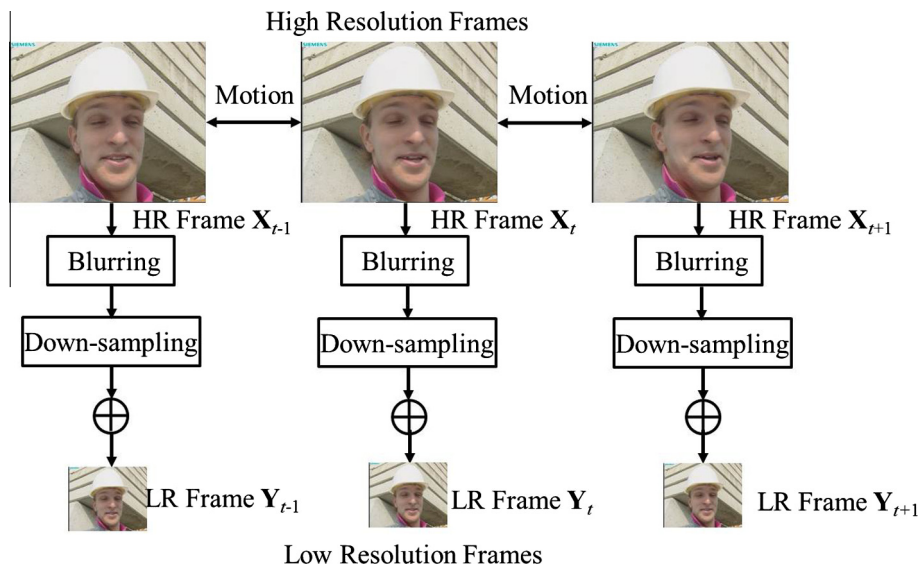 High Resolution Frames
SIEMENS
Motion
Motion
HR Frame X_{t-1}
HR Frame X_t
HR Frame X_{t+1}
Blurring
Blurring
Blurring
Down-sampling
Down-sampling
Down-sampling
LR Frame Y_{t-1}
LR Frame Y_t
LR Frame Y_{t+1}
Low Resolution Frames